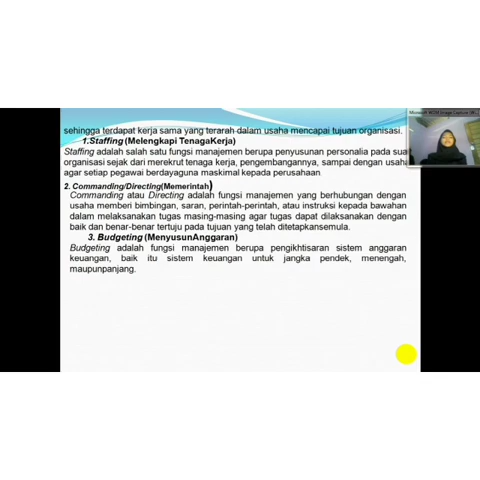 Microsoft WDM Image Capture (W
sehingga terdapat kerja sama yang terarah dalam usaha mencapai tujuan organisasi.
1.Staffing (Melengkapi TenagaKerja)
Staffing adalah salah satu fungsi manajemen berupa penyusunan personalia pada sua
organisasi sejak dari merekrut tenaga kerja, pengembangannya, sampai dengan usaha
agar setiap pegawai berdayaguna maskimal kepada perusahaan
2. Commanding/Directing(Memerintah)
Commanding atau Directing adalah fungsi manajemen yang berhubungan dengan
usaha memberi bimbingan, saran, perintah-perintah, atau instruksi kepada bawahan
dalam melaksanakan tugas masing-masing agar tugas dapat dilaksanakan dengan
baik dan benar-benar tertuju pada tujuan yang telah ditetapkansemula.
3. Budgeting (MenyusunAnggaran)
Budgeting adalah fungsi manajemen berupa pengikhtisaran sistem anggaran
keuangan, baik itu sistem keuangan untuk jangka pendek, menengah,
maupunpanjang.